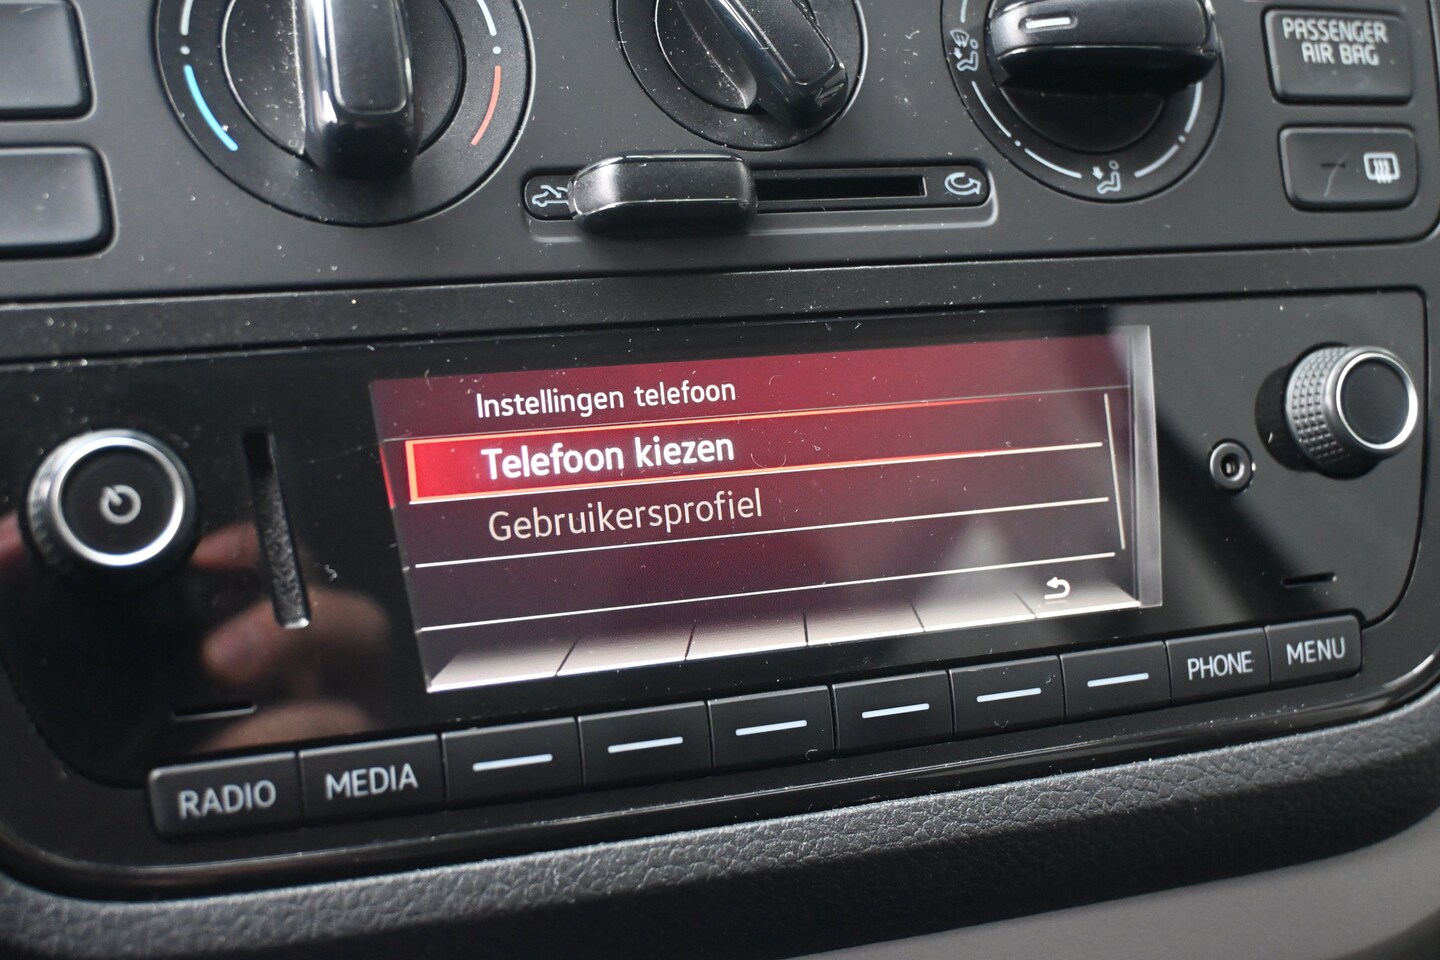 PASSENGER
AIR BAG
Instellingen telefoon
Telefoon kiezen
Gebruikersprofiel
RADIO
MEDIA
PHONE
MENU